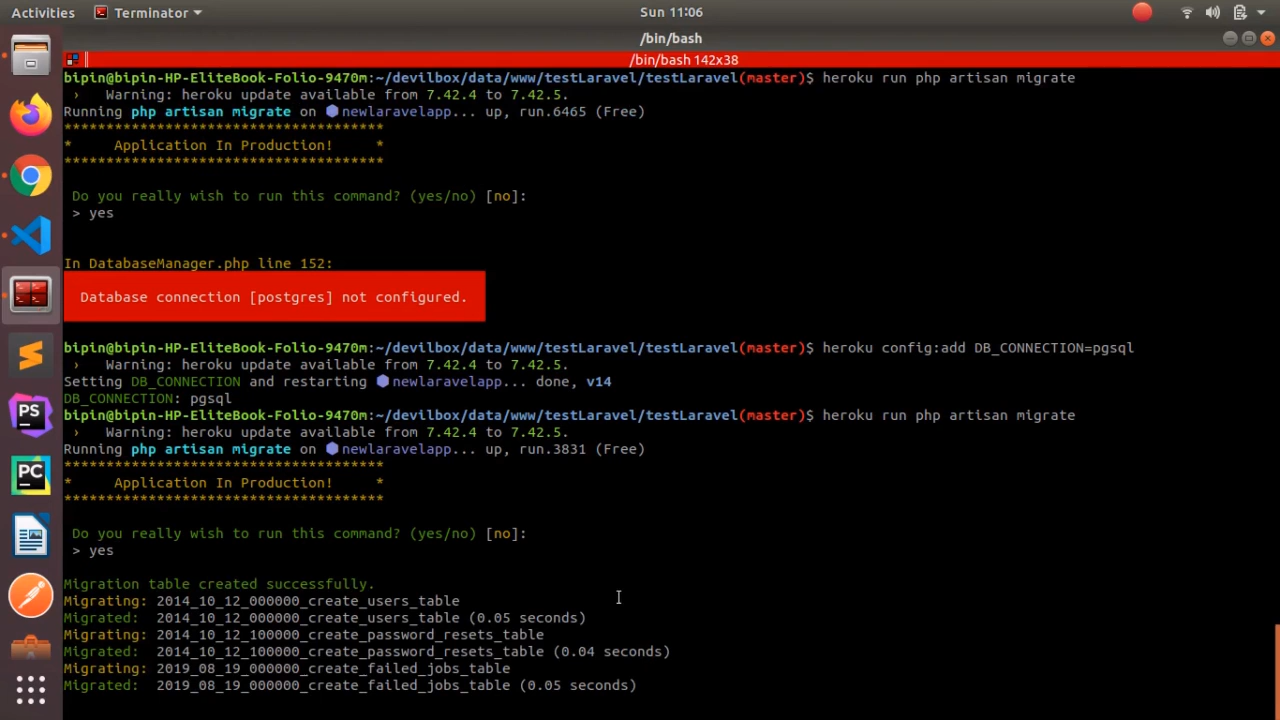 Activities Terminator Sun 11:06
/bin/bash
/bin/bash 142x38
bipin@bipin-HP-EliteBook-Folio-9470m:~/devilbox/data/www/testLaravel/testLaravel(master)$ heroku run php artisan migrate
› Warning: heroku update available from 7.42.4 to 7.42.5.
Running php artisan migrate on ⬢ newlaravelapp... up, run.6465 (Free)
**************************************
* Application In Production! *
**************************************
Do you really wish to run this command? (yes/no) [no]:
> yes
In DatabaseManager.php line 152:
Database connection [postgres] not configured.
bipin@bipin-HP-EliteBook-Folio-9470m:~/devilbox/data/www/testLaravel/testLaravel(master)$ heroku config:add DB_CONNECTION=pgsql
› Warning: heroku update available from 7.42.4 to 7.42.5.
Setting DB_CONNECTION and restarting ⬢ newlaravelapp... done, v14
DB_CONNECTION: pgsql
bipin@bipin-HP-EliteBook-Folio-9470m:~/devilbox/data/www/testLaravel/testLaravel(master)$ heroku run php artisan migrate
› Warning: heroku update available from 7.42.4 to 7.42.5.
Running php artisan migrate on ⬢ newlaravelapp... up, run.3831 (Free)
**************************************
* Application In Production! *
**************************************
Do you really wish to run this command? (yes/no) [no]:
> yes
Migration table created successfully.
Migrating: 2014_10_12_000000_create_users_table
Migrated: 2014_10_12_000000_create_users_table (0.05 seconds)
Migrating: 2014_10_12_100000_create_password_resets_table
Migrated: 2014_10_12_100000_create_password_resets_table (0.04 seconds)
Migrating: 2019_08_19_000000_create_failed_jobs_table
Migrated: 2019_08_19_000000_create_failed_jobs_table (0.05 seconds)
PS
PC